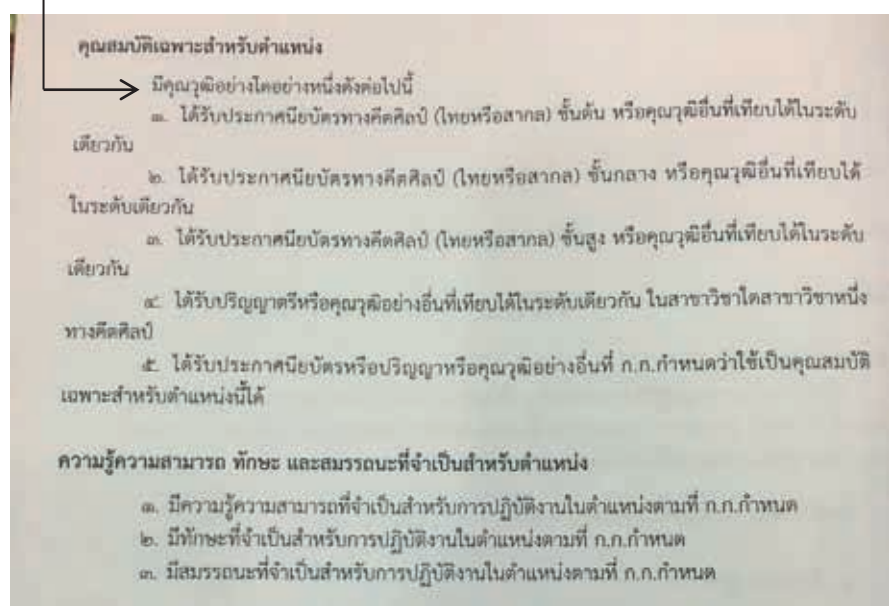 คุณสมบัติเฉพาะสำหรับตำแหน่ง
มีคุณวุฒิอย่างใดอย่างหนึ่งดังต่อไปนี้
๑. ได้รับประกาศนียบัตรทางคีตศิลป์ (ไทยหรือสากล) ชั้นต้น หรือคุณวุฒิอื่นที่เทียบได้ในระดับ
เดียวกัน
๒. ได้รับประกาศนียบัตรทางคีตศิลป์ (ไทยหรือสากล) ชั้นกลาง หรือคุณวุฒิอื่นที่เทียบได้
ในระดับเดียวกัน
๓. ได้รับประกาศนียบัตรทางคีตศิลป์ (ไทยหรือสากล) ชั้นสูง หรือคุณวุฒิอื่นที่เทียบได้ในระดับ
เดียวกัน
๔. ได้รับปริญญาตรีหรือคุณวุฒิอย่างอื่นที่เทียบได้ในระดับเดียวกัน ในสาขาวิชาใดสาขาวิชาหนึ่ง
ทางคีตศิลป์
๕. ได้รับประกาศนียบัตรหรือปริญญาหรือคุณวุฒิอย่างอื่นที่ ก.ก.กำหนดว่าใช้เป็นคุณสมบัติ
เฉพาะสำหรับตำแหน่งนี้ได้
ความรู้ความสามารถ ทักษะ และสมรรถนะที่จำเป็นสำหรับตำแหน่ง
๑. มีความรู้ความสามารถที่จำเป็นสำหรับการปฏิบัติงานในตำแหน่งตามที่ ก.ก.กำหนด
๒. มีทักษะที่จำเป็นสำหรับการปฏิบัติงานในตำแหน่งตามที่ ก.ก.กำหนด
๓. มีสมรรถนะที่จำเป็นสำหรับการปฏิบัติงานในตำแหน่งตามที่ ก.ก.กำหนด